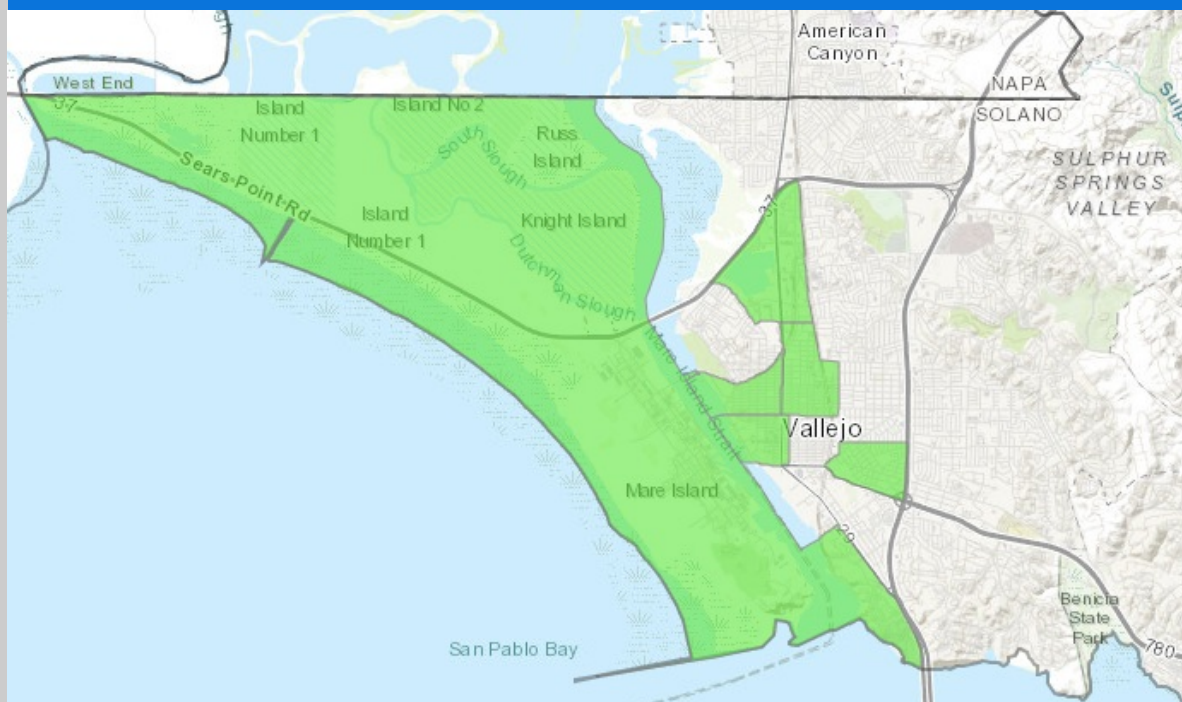 American
Canyon
West End
NAPA
SOLANO
37
Island
Number 1
Island No 2
South Slough
Russ
Island
SULPHUR
SPRINGS
VALLEY
Sears-Point-Rd
Island
Number 1
Knight Island
37
Dutchman Slough
Mare Island Strait
Vallejo
Mare Island
29
Benicia
State
Park
San Pablo Bay
780